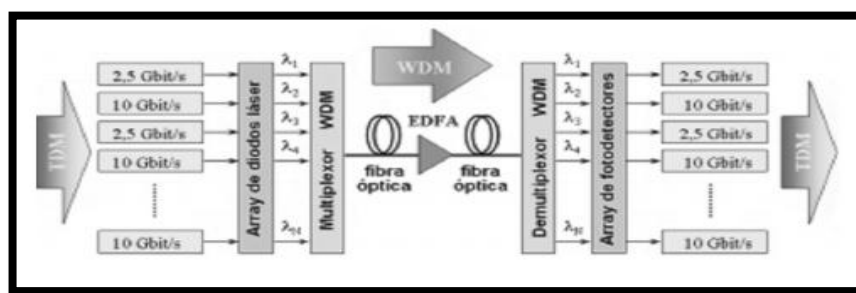 TDM
2,5 Gbit/s
10 Gbit/s
2,5 Gbit/s
10 Gbit/s
10 Gbit/s
Array de diodos láser
λ1
λ2
λ3
λ4
λN
Multiplexor WDM
WDM
EDFA
fibra
óptica
fibra
óptica
Demultiplexor WDM
λ1
λ2
λ3
λ4
λN
Array de fotodetectores
2,5 Gbit/s
10 Gbit/s
2,5 Gbit/s
10 Gbit/s
10 Gbit/s
TDM